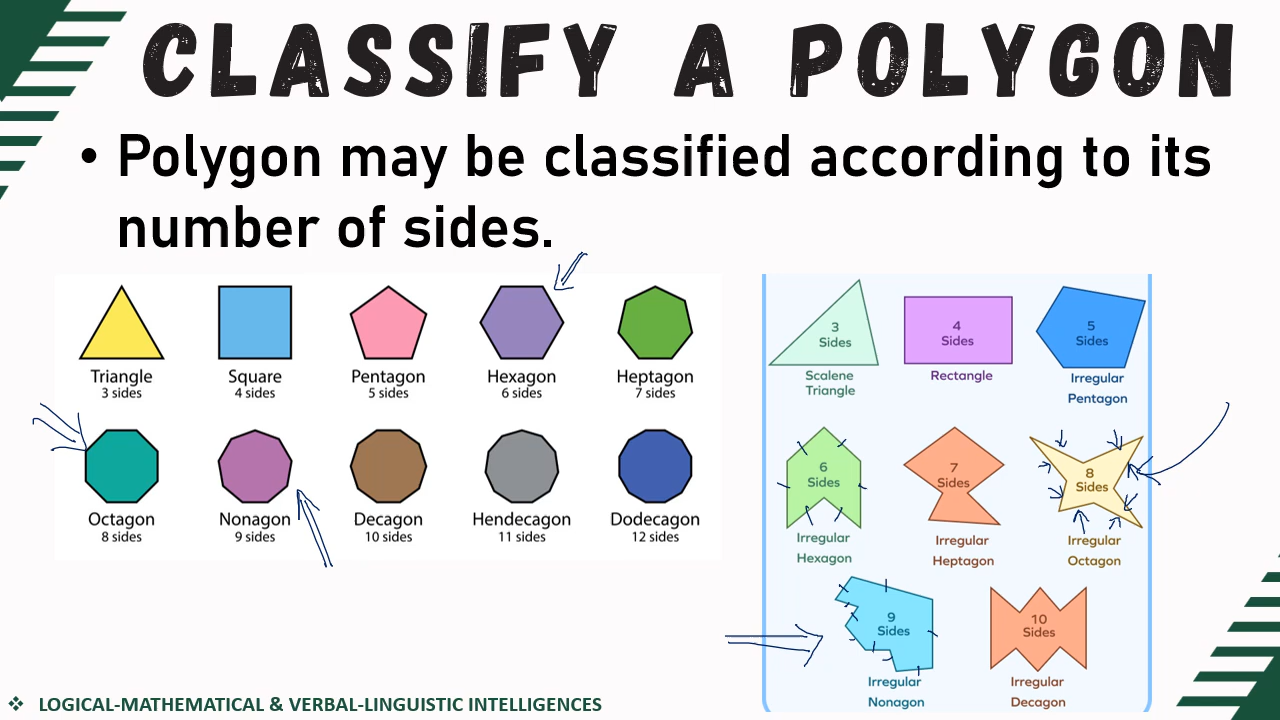 CLASSIFY A POLYGON
• Polygon may be classified according to its
number of sides.
Triangle
3 sides
Square
4 sides
Pentagon
5 sides
Hexagon
6 sides
Heptagon
7 sides
Octagon
8 sides
Nonagon
9 sides
Decagon
10 sides
Hendecagon
11 sides
Dodecagon
12 sides
3
Sides
Scalene
Triangle
4
Sides
Rectangle
5
Sides
Irregular
Pentagon
6
Sides
Irregular
Hexagon
7
Sides
Irregular
Heptagon
8
Sides
Irregular
Octagon
9
Sides
Irregular
Nonagon
10
Sides
Irregular
Decagon
❖ LOGICAL-MATHEMATICAL & VERBAL-LINGUISTIC INTELLIGENCES